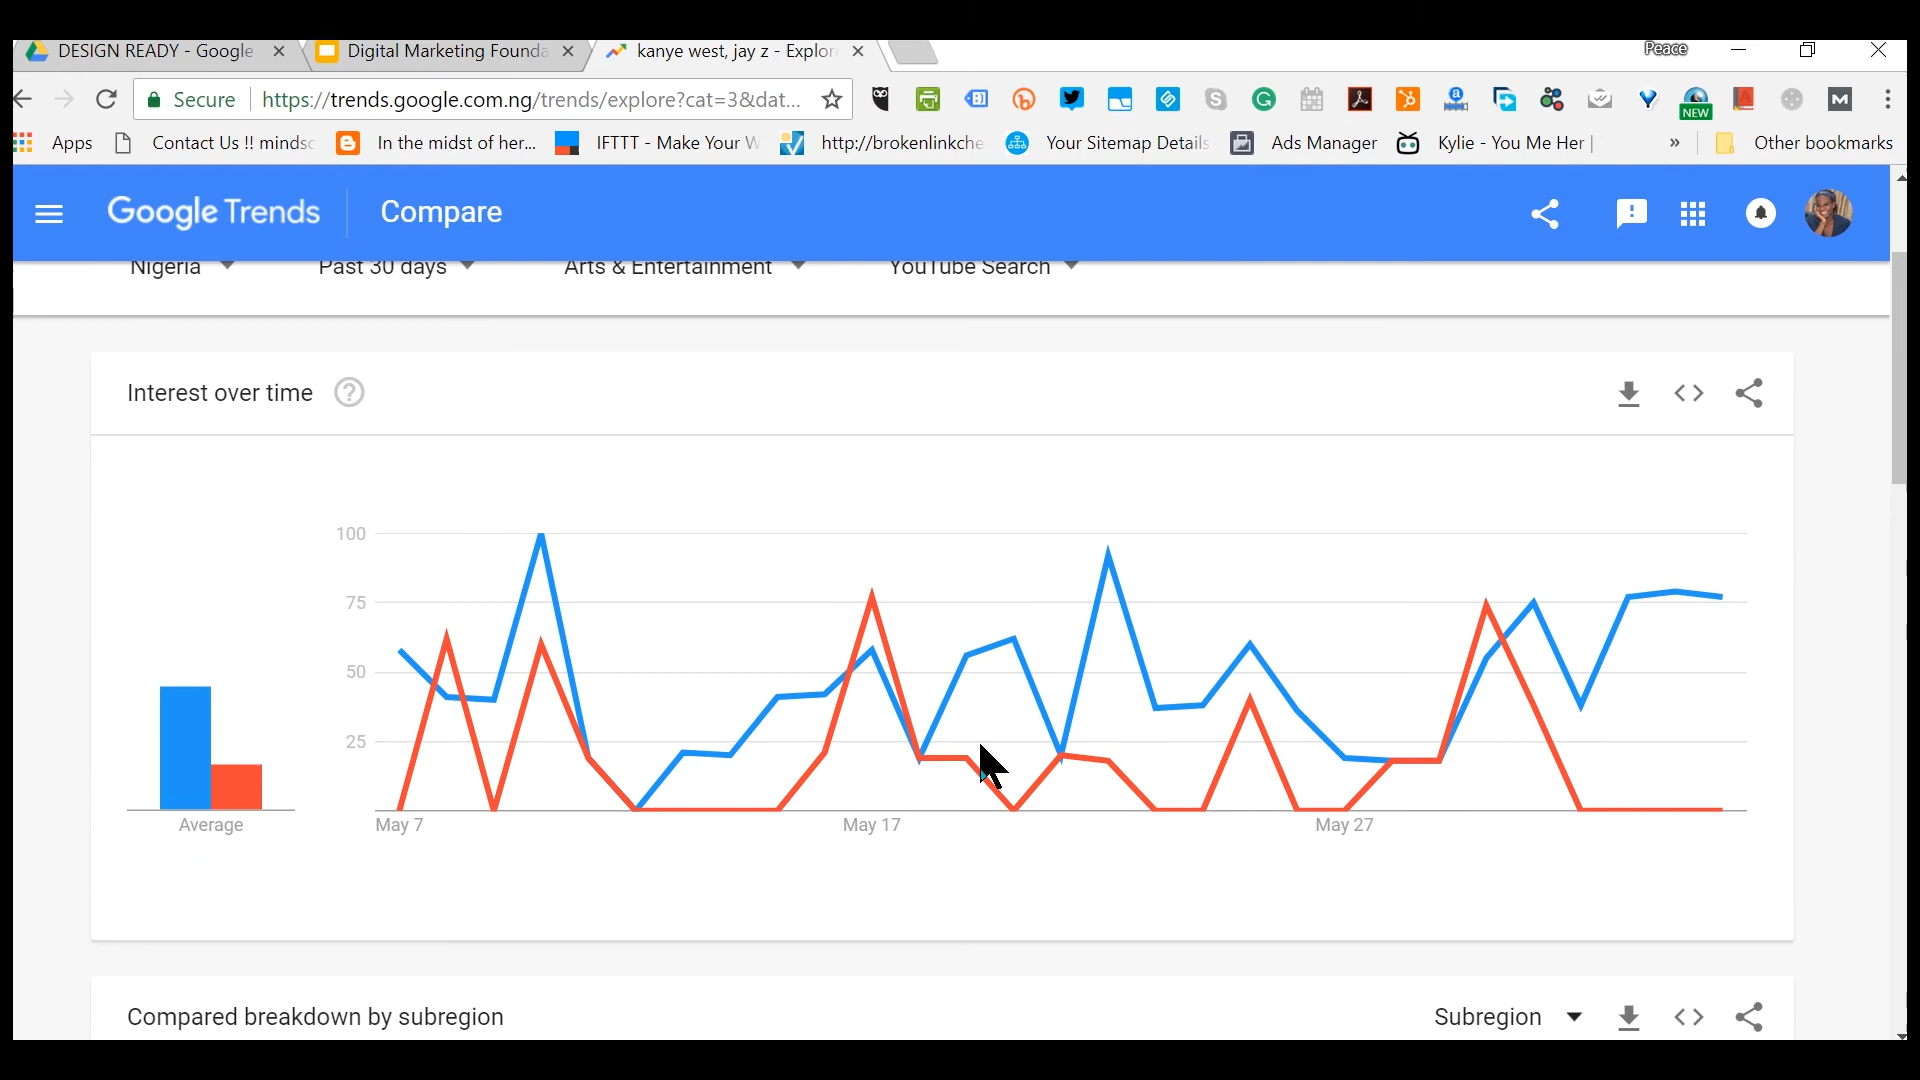 DESIGN READY - Google
Digital Marketing Founda
kanye west, jay z - Explor
Peace
Secure
https://trends.google.com.ng/trends/explore?cat=3&dat...
NEW
Apps
Contact Us !! mindsc
In the midst of her...
IFTTT - Make Your W
http://brokenlinkche
Your Sitemap Details
Ads Manager
Kylie - You Me Her |
»
Other bookmarks
Google Trends
Compare
Nigeria
Past 30 days
Arts & Entertainment
YouTube Search
Interest over time
100
75
50
25
Average
May 7
May 17
May 27
Compared breakdown by subregion
Subregion